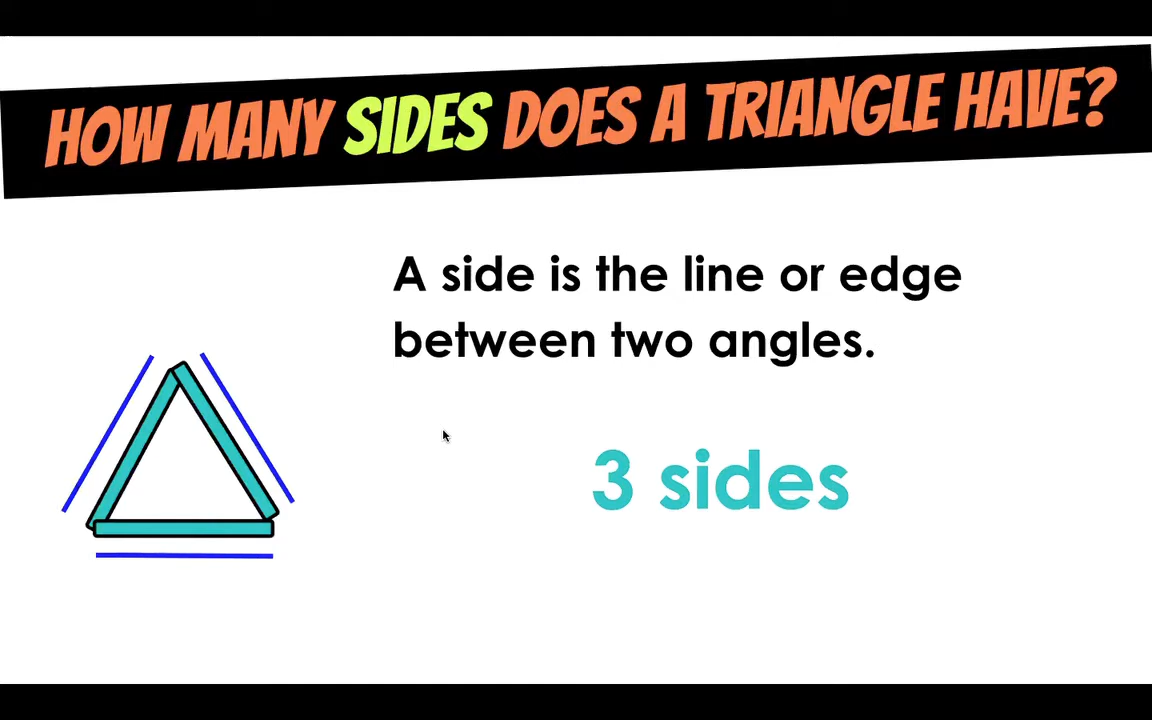 HOW MANY SIDES DOES A TRIANGLE HAVE?
A side is the line or edge
between two angles.
3 sides